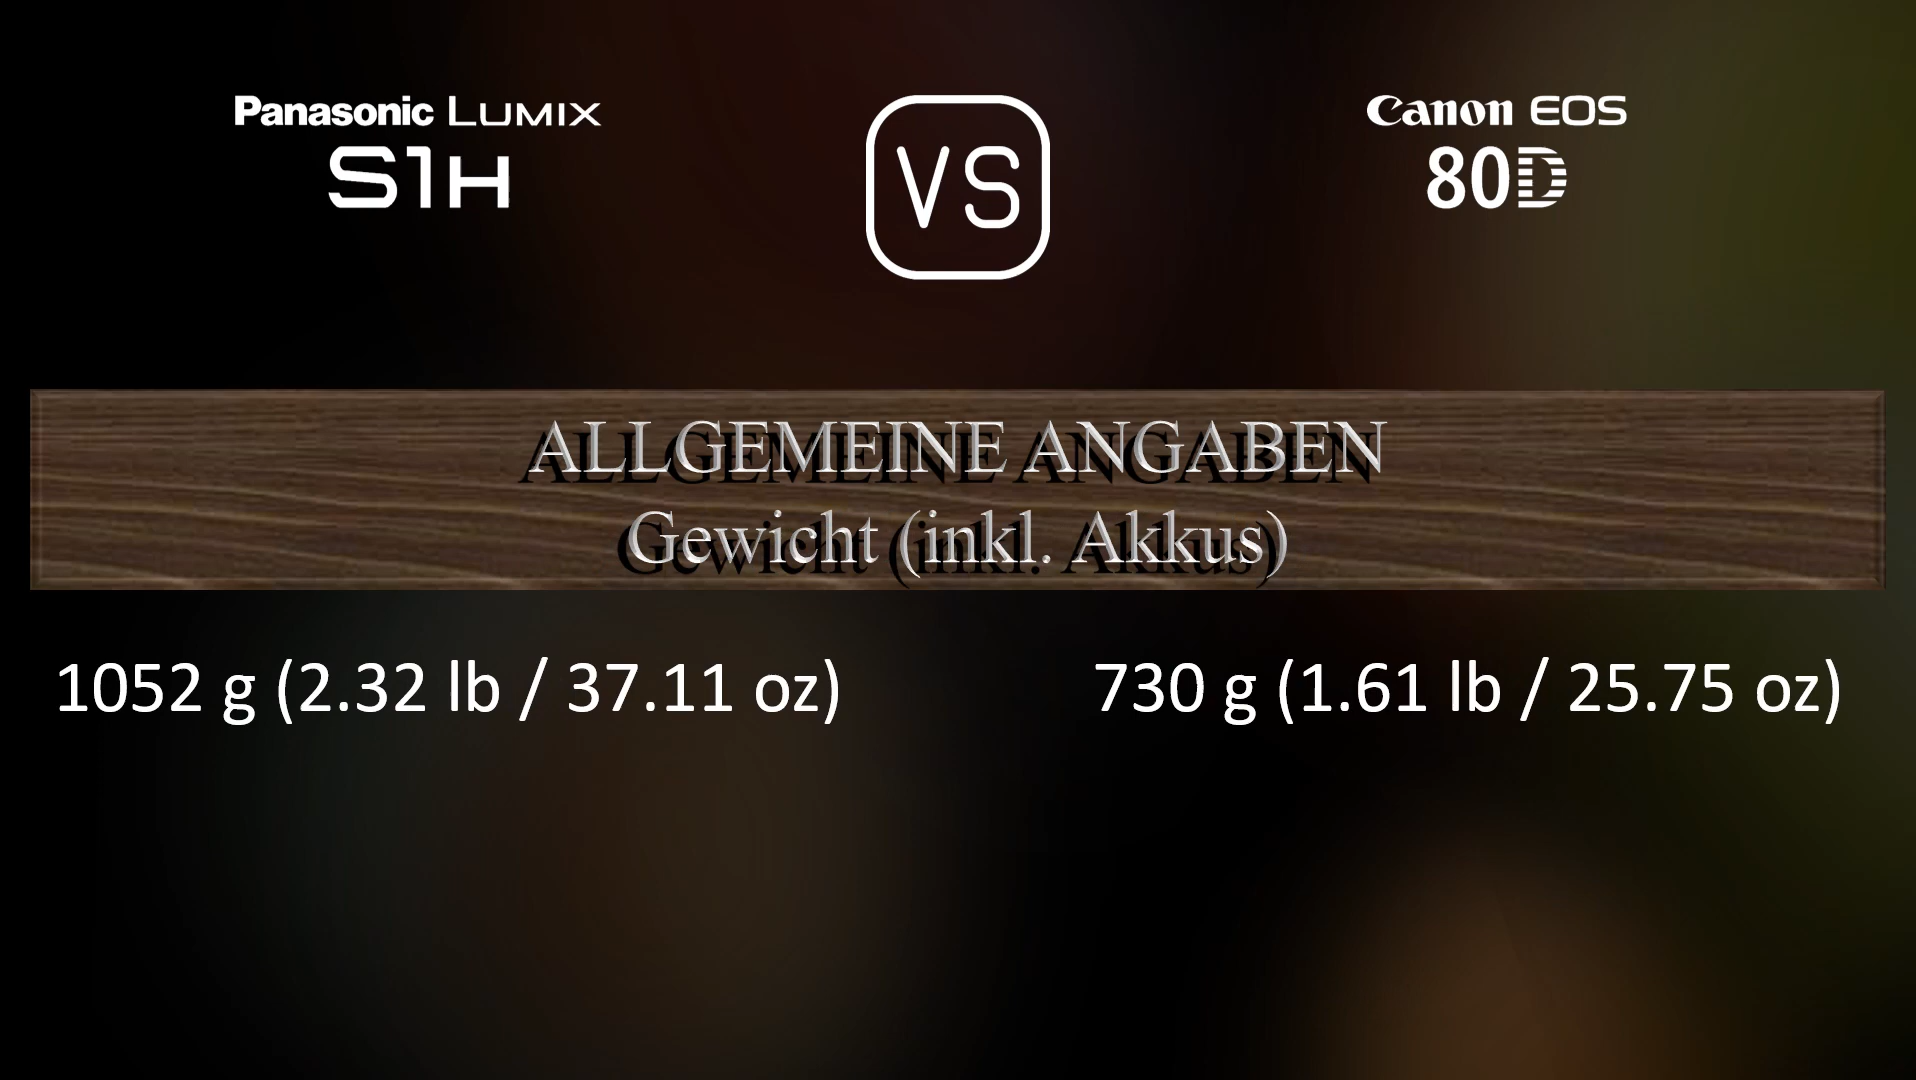 Panasonic LUMIX
S1H
VS
Canon EOS
80D
ALLGEMEINE ANGABEN
Gewicht (inkl. Akkus)
1052 g (2.32 lb / 37.11 oz)
730 g (1.61 lb / 25.75 oz)